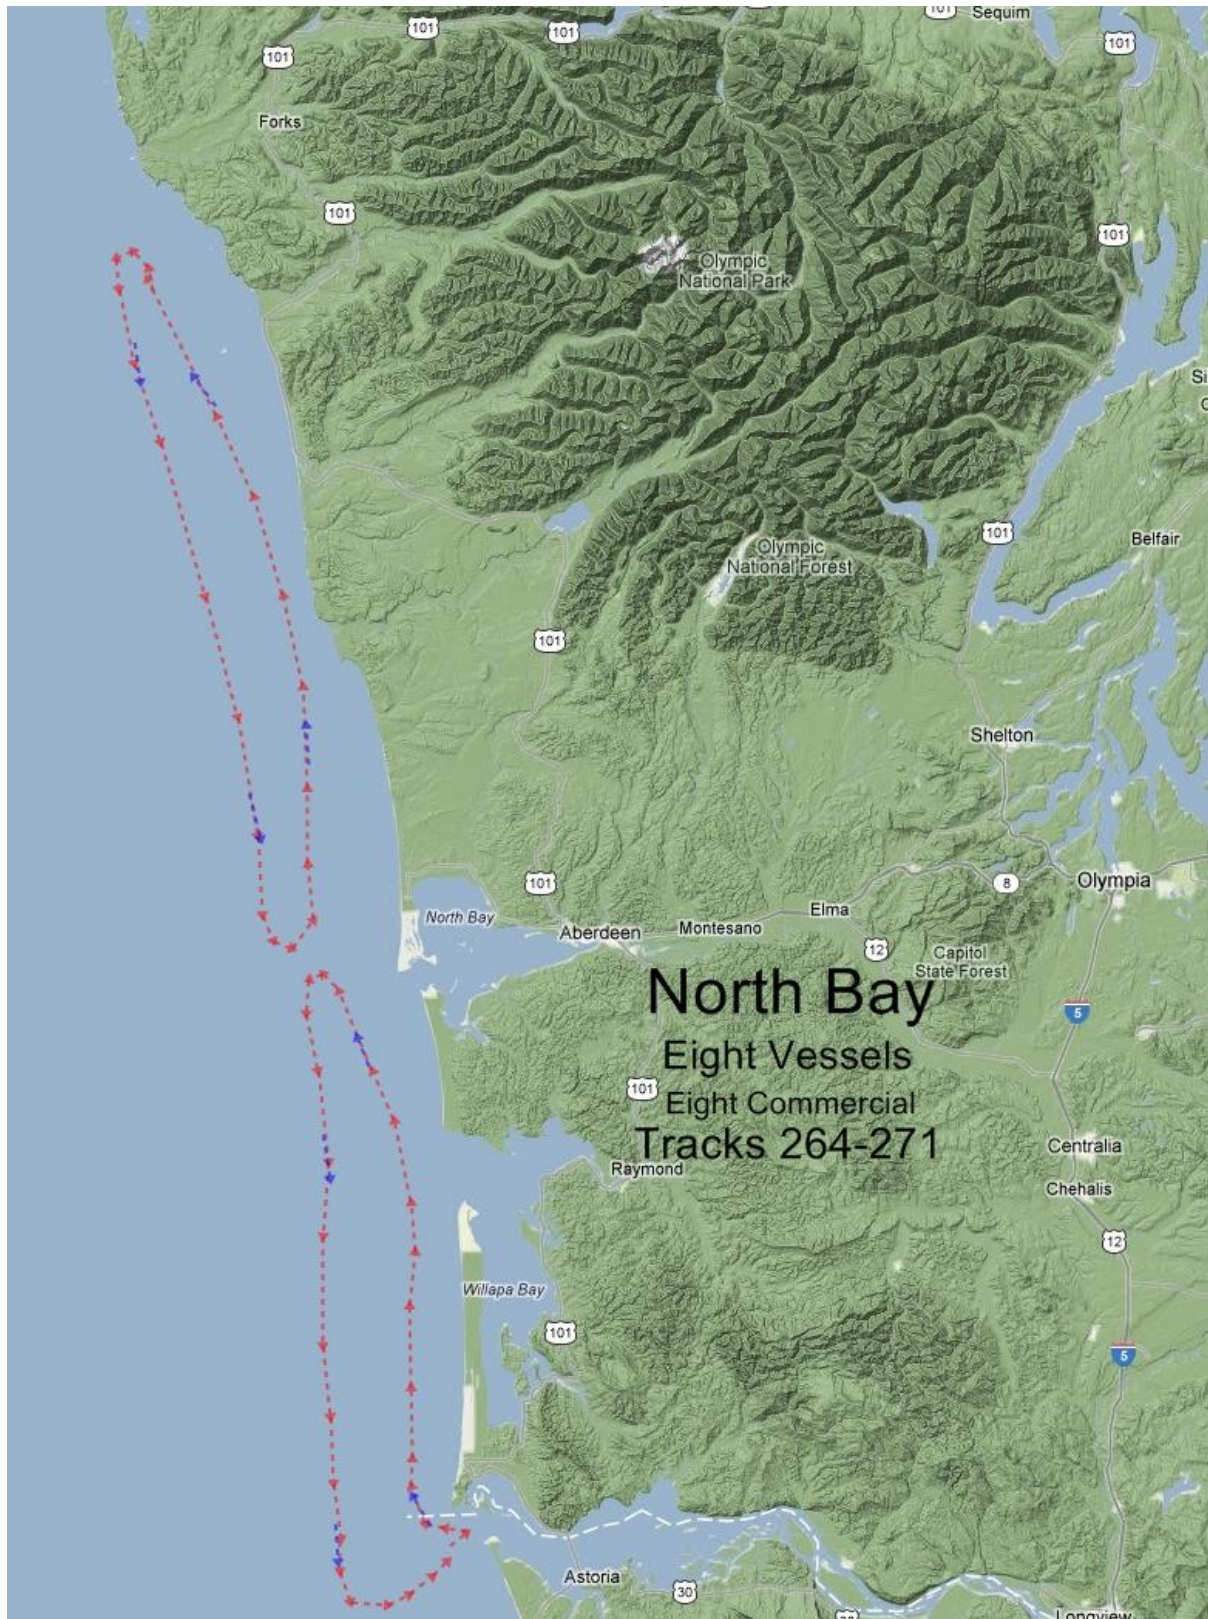 101
Sequim
101
101
101
101
Forks
101
101
Olympic
National Park
Si
101
Belfair
Olympic
National Forest
101
Shelton
101
8
Olympia
North Bay
Aberdeen
Montesano
Elma
12
Capitol
State Forest
North Bay
5
Eight Vessels
101
Eight Commercial
Tracks 264-271
Centralia
Raymond
Chehalis
12
Willapa Bay
101
5
Astoria
30
Longview